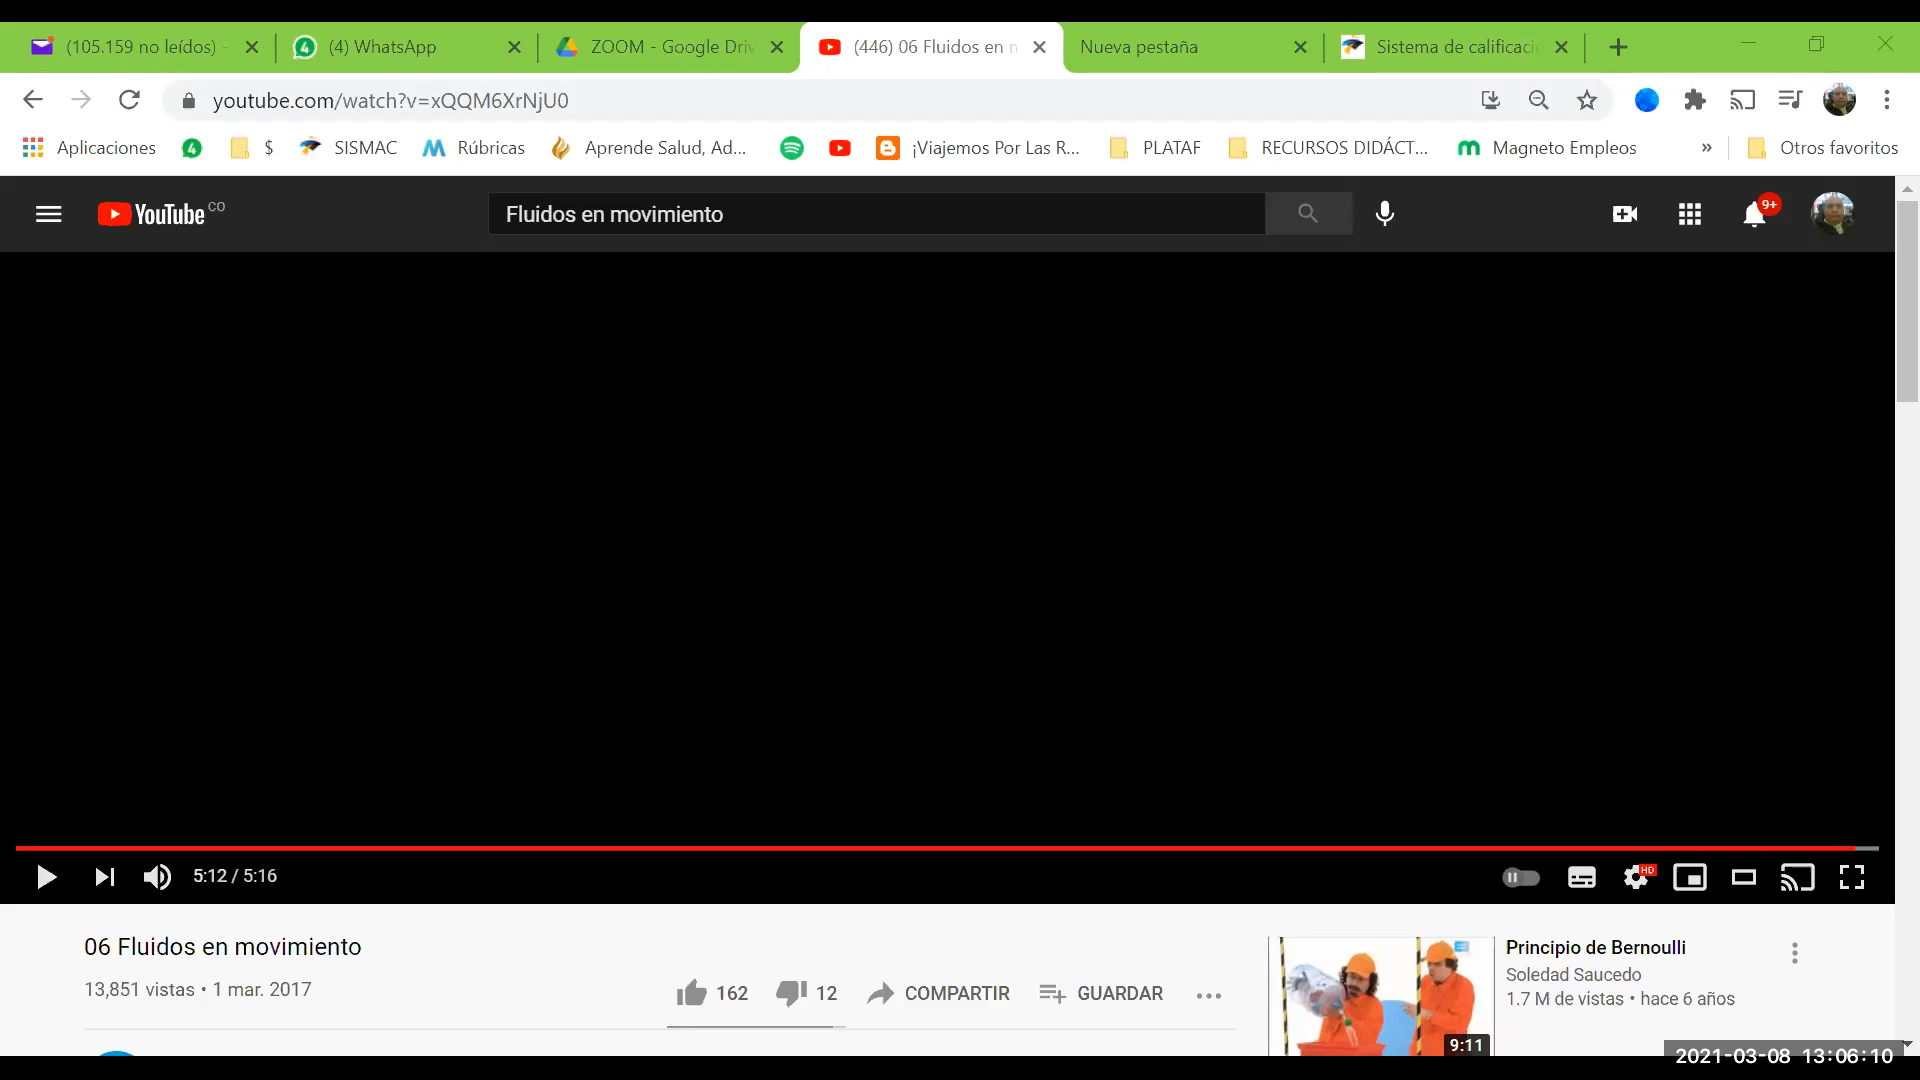 (105.159 no leídos) -
(4) WhatsApp
ZOOM - Google Driv
(446) 06 Fluidos en m
Nueva pestaña
Sistema de calificaci
youtube.com/watch?v=xQQM6XrNjU0
Aplicaciones
4
$
SISMAC
Rúbricas
Aprende Salud, Ad...
¡Viajemos Por Las R...
PLATAF
RECURSOS DIDÁCT...
Magneto Empleos
»
Otros favoritos
YouTube CO
Fluidos en movimiento
9+
5:12 / 5:16
HD
06 Fluidos en movimiento
13,851 vistas • 1 mar. 2017
162
12
COMPARTIR
GUARDAR
Principio de Bernoulli
Soledad Saucedo
1.7 M de vistas • hace 6 años
9:11
2021-03-08 13:06:10